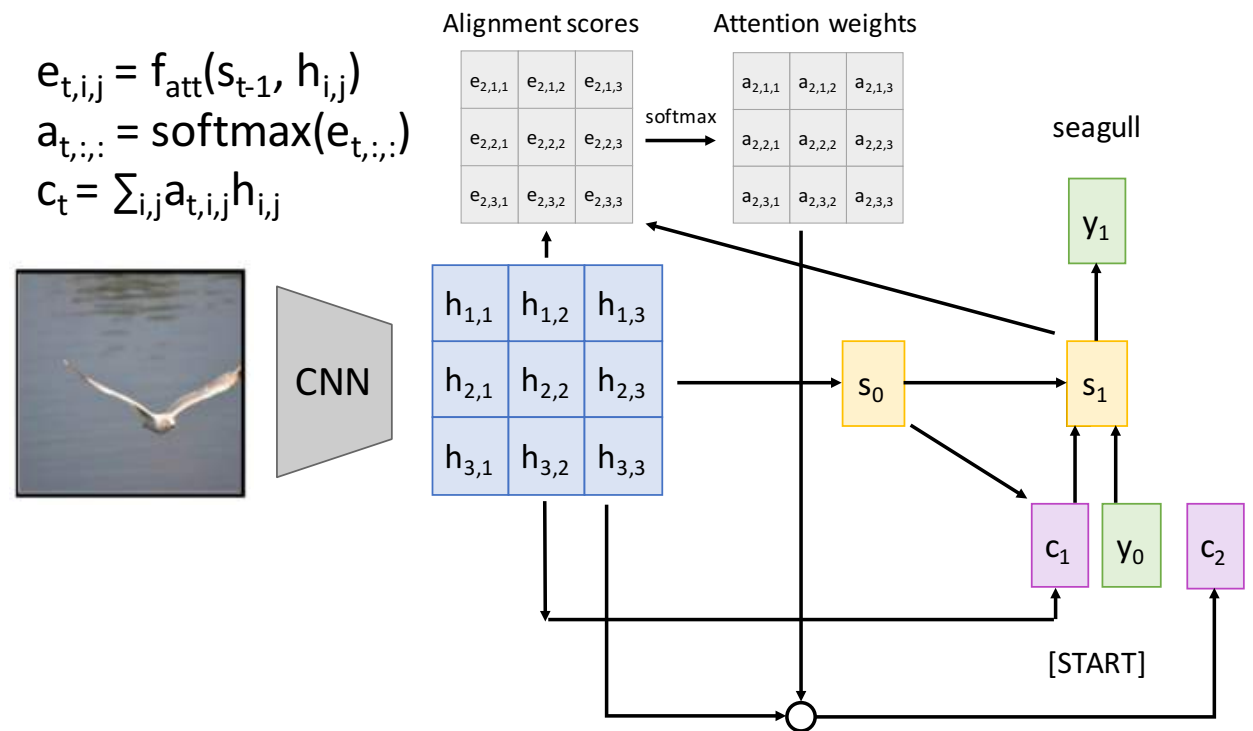 Alignment scores
Attention weights
e_{t,i,j} = f_{att}(s_{t-1}, h_{i,j})
a_{t,:,:} = softmax(e_{t,:,:})
c_t = ∑_{i,j}a_{t,i,j}h_{i,j}
e_{2,1,1} e_{2,1,2} e_{2,1,3}
e_{2,2,1} e_{2,2,2} e_{2,2,3}
e_{2,3,1} e_{2,3,2} e_{2,3,3}
softmax
a_{2,1,1} a_{2,1,2} a_{2,1,3}
a_{2,2,1} a_{2,2,2} a_{2,2,3}
a_{2,3,1} a_{2,3,2} a_{2,3,3}
seagull
y_1
CNN
h_{1,1} h_{1,2} h_{1,3}
h_{2,1} h_{2,2} h_{2,3}
h_{3,1} h_{3,2} h_{3,3}
s_0
s_1
c_1
y_0
c_2
[START]